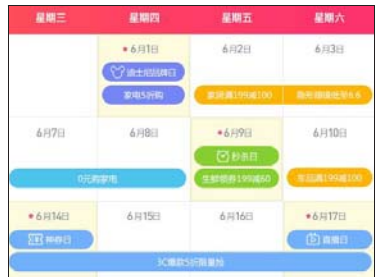 星期三 星期四 星期五 星期六
•6月1日 6月2日 6月3日
迪士尼品牌日
家电5折购 家居满199减100 隐形眼镜低至6.6
6月7日 6月8日 •6月9日 6月10日
秒杀日
0元购家电 生鲜领券199减60 车品满199减100
•6月14日 6月15日 6月16日 •6月17日
神券日 直播日
3C爆款5折限量抢